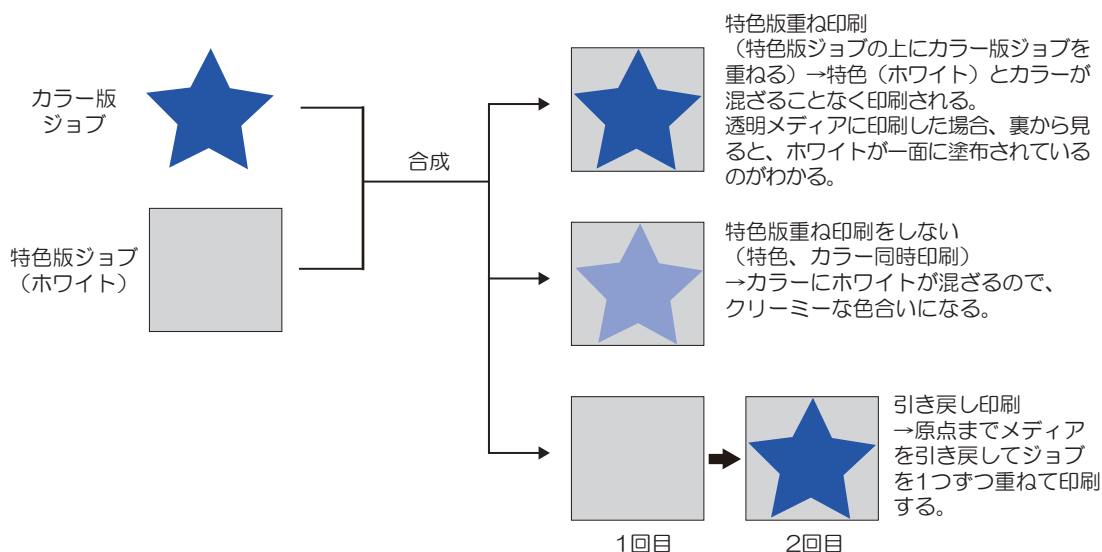 カラー版
ジョブ
特色版ジョブ
（ホワイト）
合成
特色版重ね印刷
（特色版ジョブの上にカラー版ジョブを
重ねる）→特色（ホワイト）とカラーが
混ざることなく印刷される。
透明メディアに印刷した場合、裏から見
ると、ホワイトが一面に塗布されている
のがわかる。
特色版重ね印刷をしない
（特色、カラー同時印刷）
→カラーにホワイトが混ざるので、
クリーミーな色合いになる。
引き戻し印刷
→原点までメディア
を引き戻してジョブ
を1つずつ重ねて印刷
する。
1回目
2回目